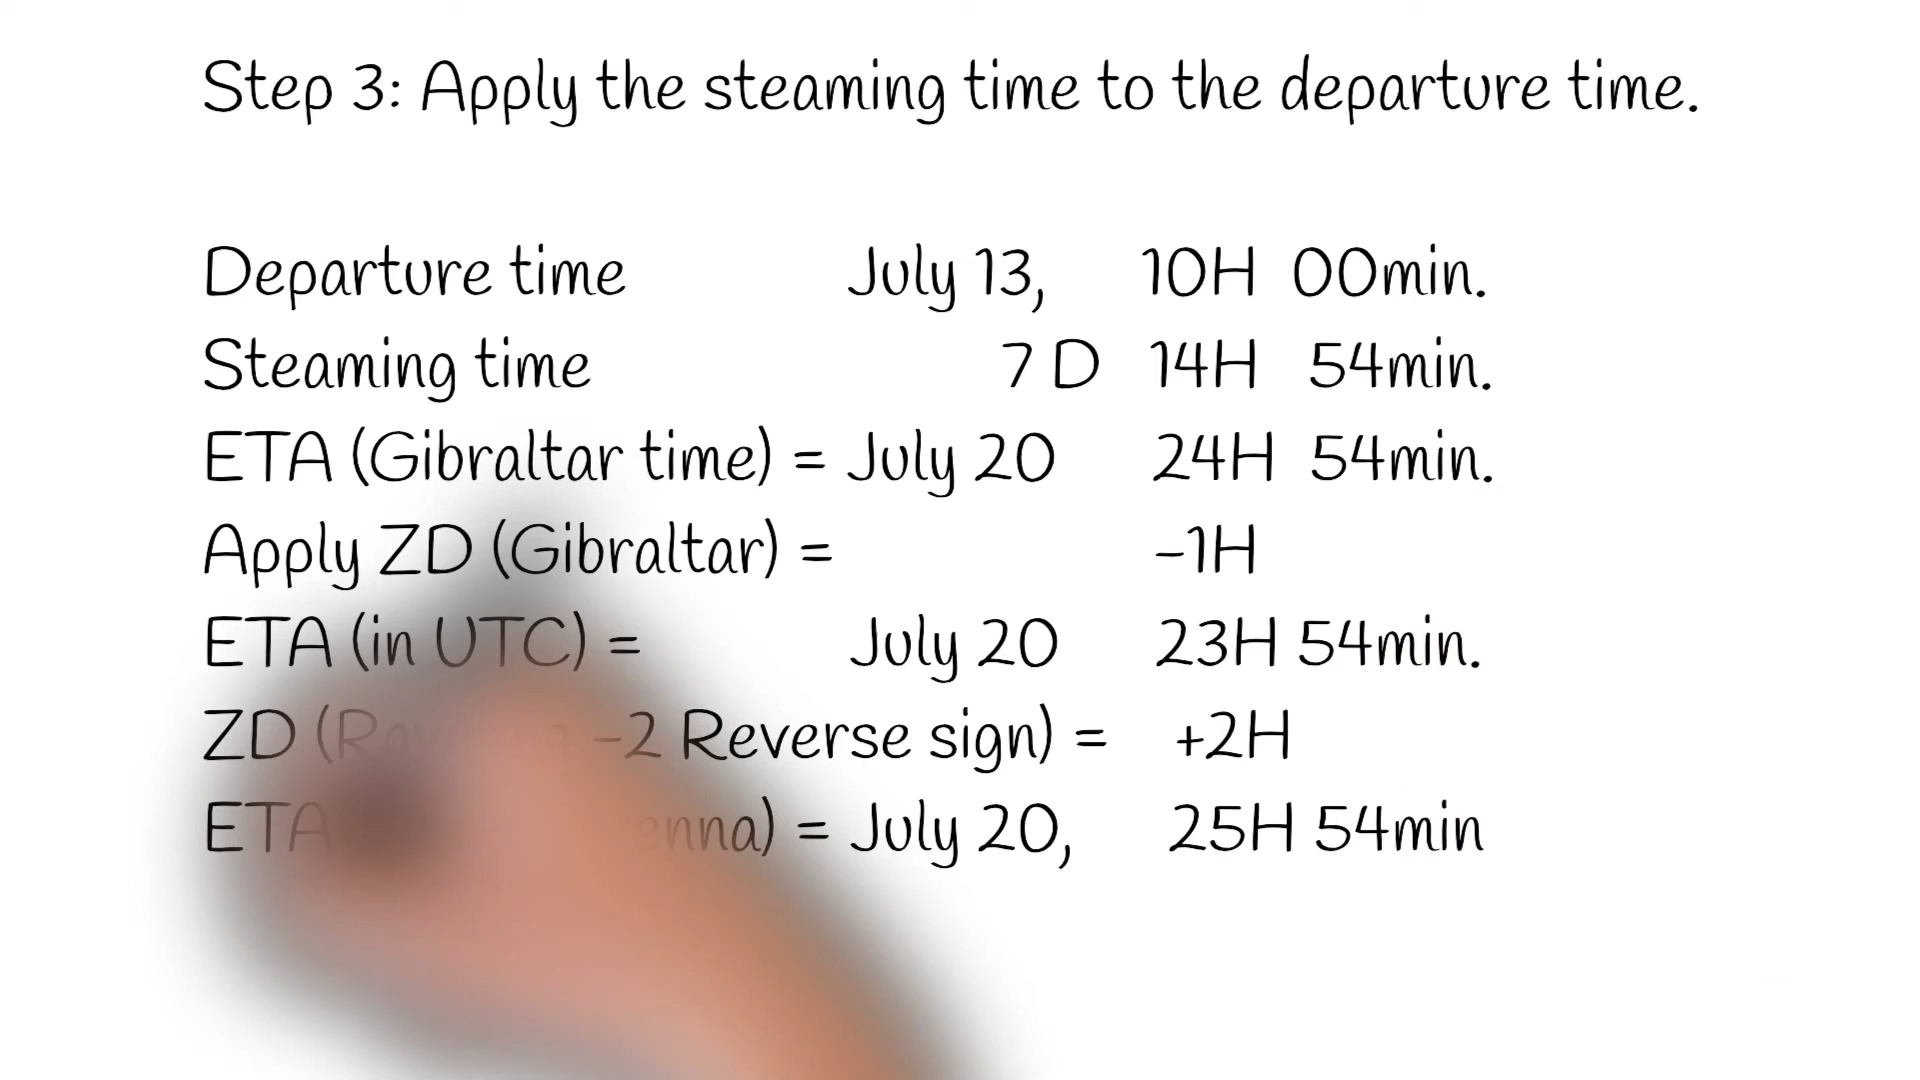 Step 3: Apply the steaming time to the departure time.
Departure time July 13, 10H 00min.
Steaming time 7 D 14H 54min.
ETA (Gibraltar time) = July 20 24H 54min.
Apply ZD (Gibraltar) = -1H
ETA (in UTC) = July 20 23H 54min.
ZD ( -2 Reverse sign) = +2H
ETA enna) = July 20, 25H 54min